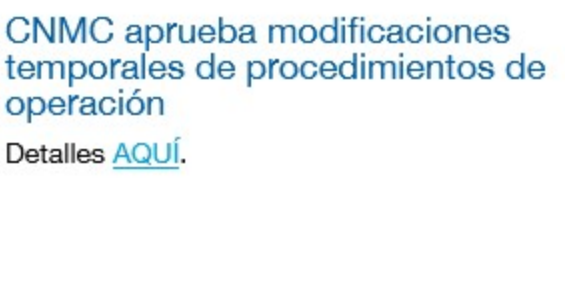 CNMC aprueba modificaciones
temporales de procedimientos de
operación
Detalles AQUÍ.